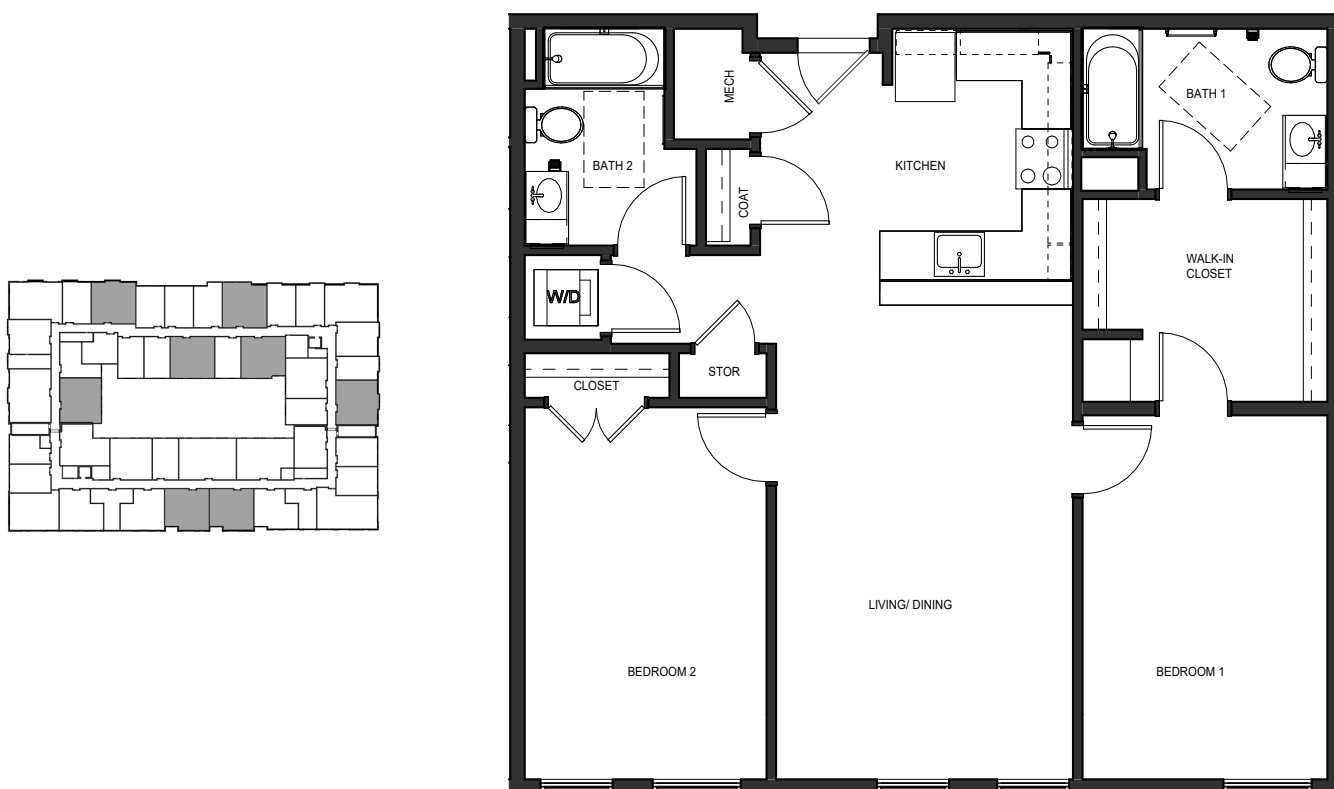 MECH
BATH 1
BATH 2
KITCHEN
COAT
WALK-IN
CLOSET
W/D
STOR
CLOSET
LIVING/ DINING
BEDROOM 2
BEDROOM 1